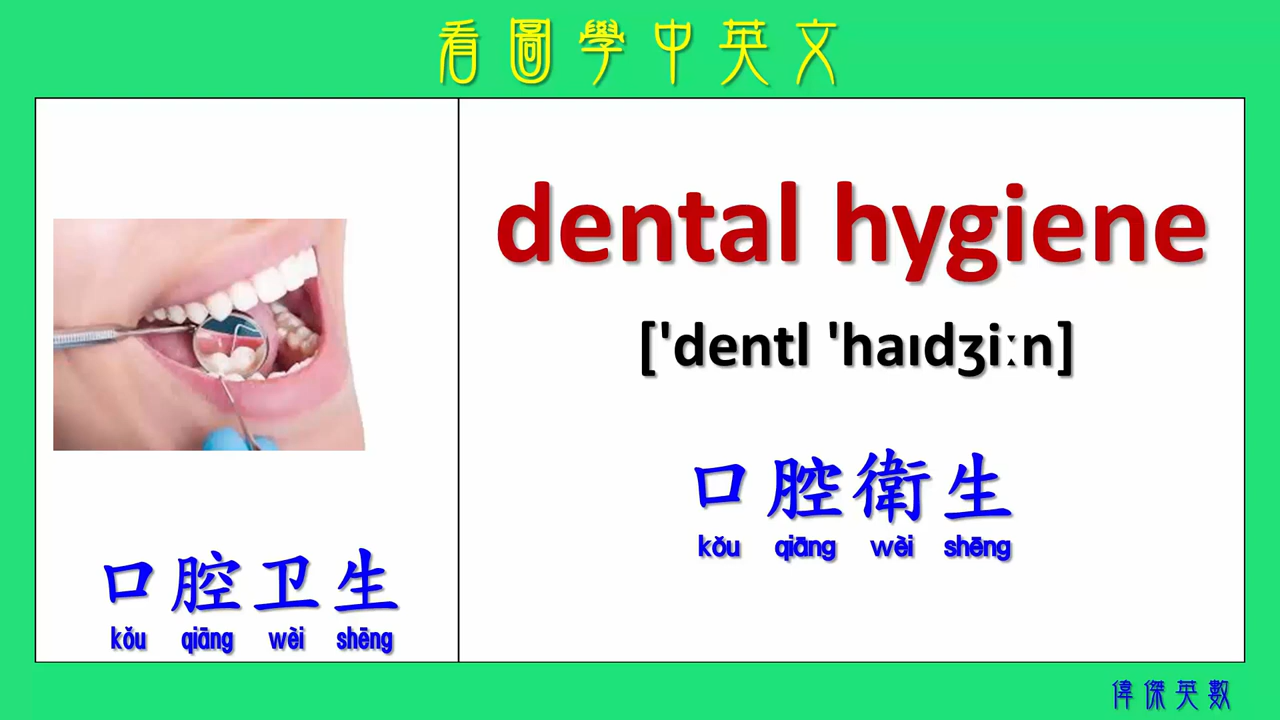 看圖學中英文
dental hygiene
['dentl 'haɪdʒiːn]
口腔衛生
kǒu qiāng wèi shēng
口腔卫生
kǒu qiāng wèi shēng
偉傑英數